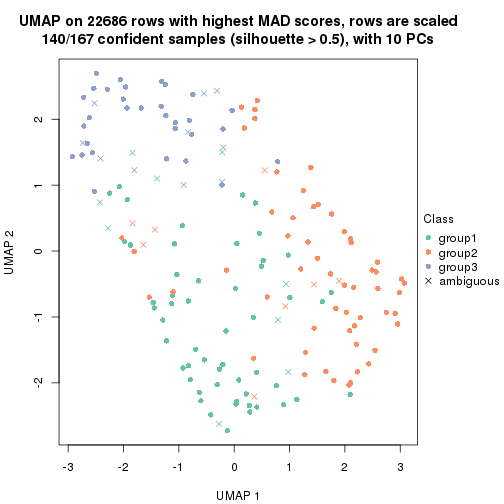 UMAP on 22686 rows with highest MAD scores, rows are scaled
140/167 confident samples (silhouette > 0.5), with 10 PCs
UMAP 2
2
1
0
-1
-2
-3
-2
-1
0
1
2
3
UMAP 1
Class
group1
group2
group3
ambiguous